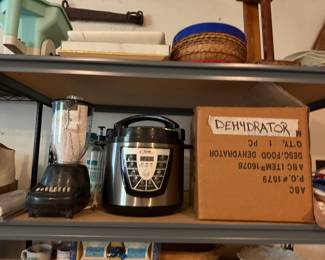 DEHYDRATOR
M
QTY. 1 PC
DESC:FOOD DEHYDRATOR
ABC ITEM# 16076
P.O.#1679
ABC